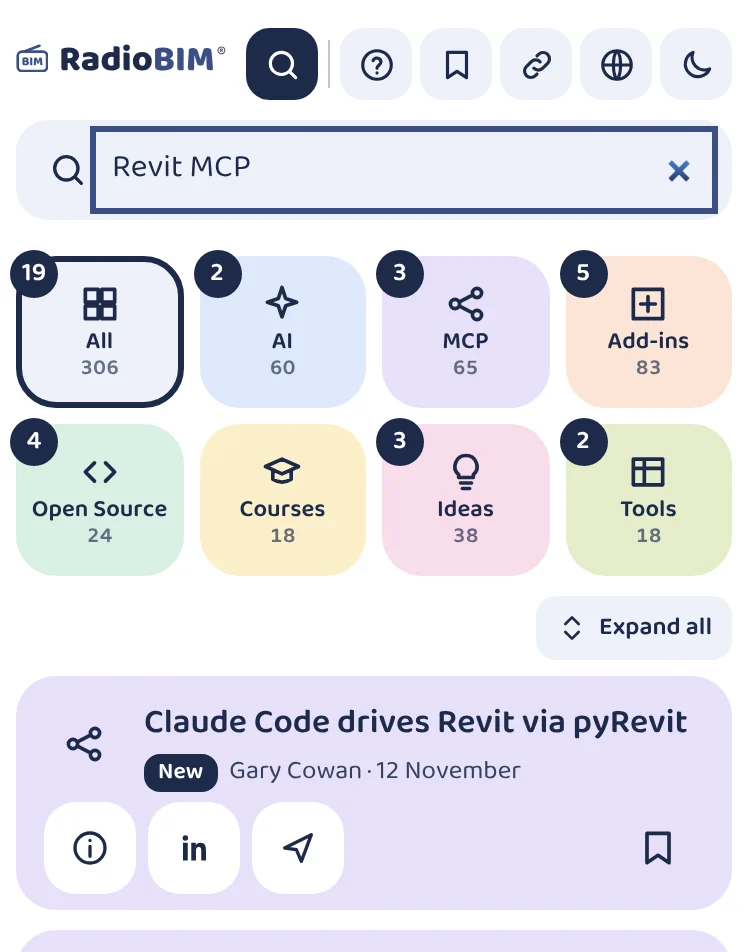 BIM RadioBIM®
Revit MCP
19 2 3 5
All AI MCP Add-ins
306 60 65 83
4 3 2
Open Source Courses Ideas Tools
24 18 38 18
Expand all
Claude Code drives Revit via pyRevit
New Gary Cowan · 12 November
in